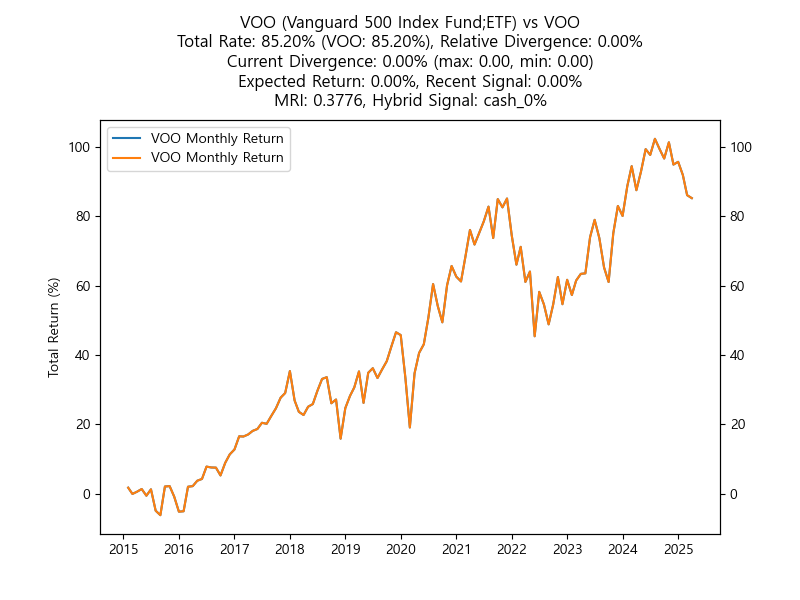 VOO (Vanguard 500 Index Fund;ETF) vs VOO
Total Rate: 85.20% (VOO: 85.20%), Relative Divergence: 0.00%
Current Divergence: 0.00% (max: 0.00, min: 0.00)
Expected Return: 0.00%, Recent Signal: 0.00%
MRI: 0.3776, Hybrid Signal: cash_0%
VOO Monthly Return
VOO Monthly Return
Total Return (%)
100
80
60
40
20
0
100
80
60
40
20
0
2015 2016 2017 2018 2019 2020 2021 2022 2023 2024 2025